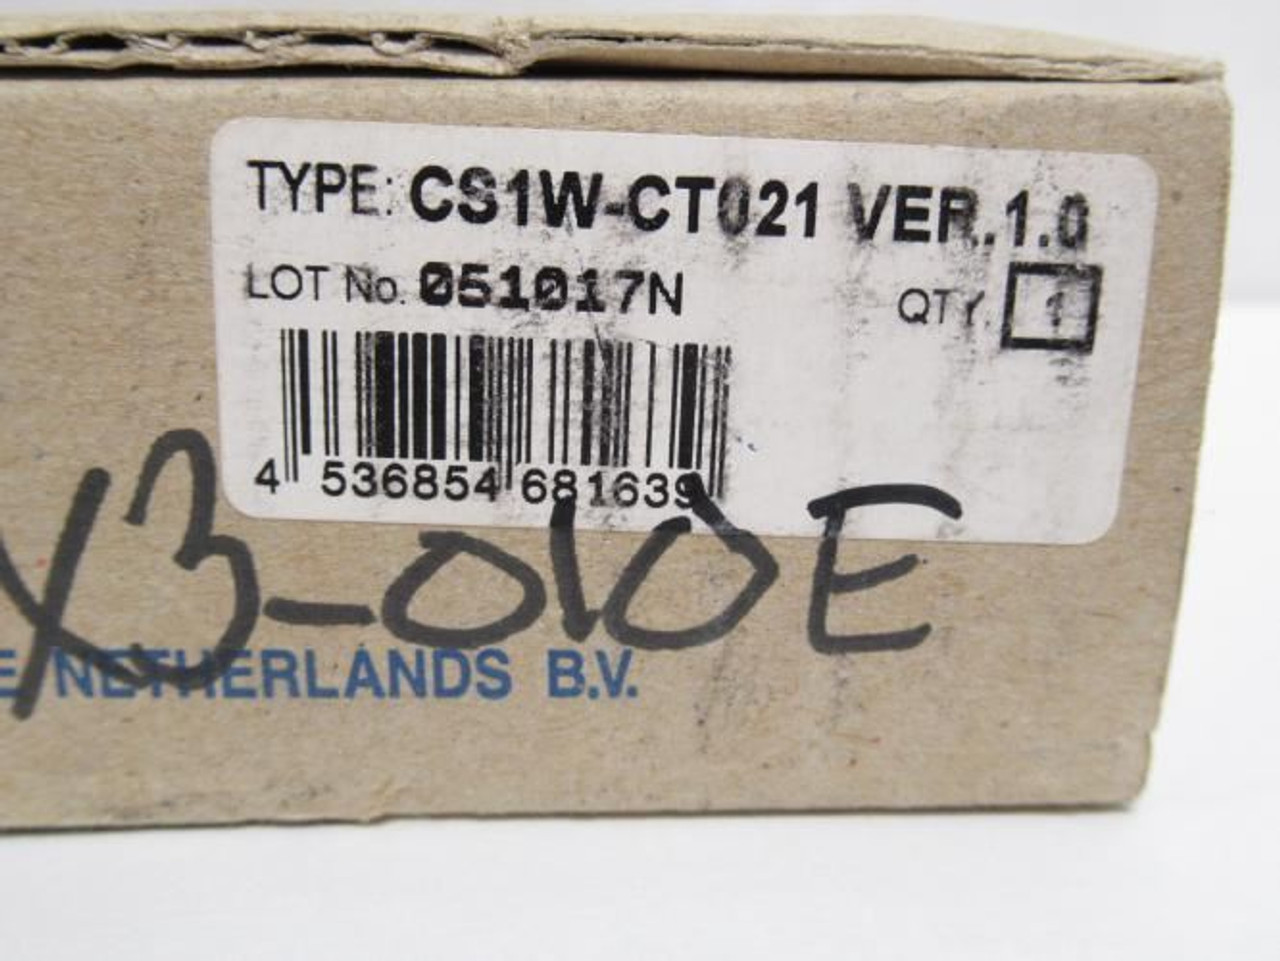 TYPE: CS1W-CT021 VER..1.0
LOT No. 051017N QTY. 1
4 536854 681639
X3-010E
E NETHERLANDS B.V.